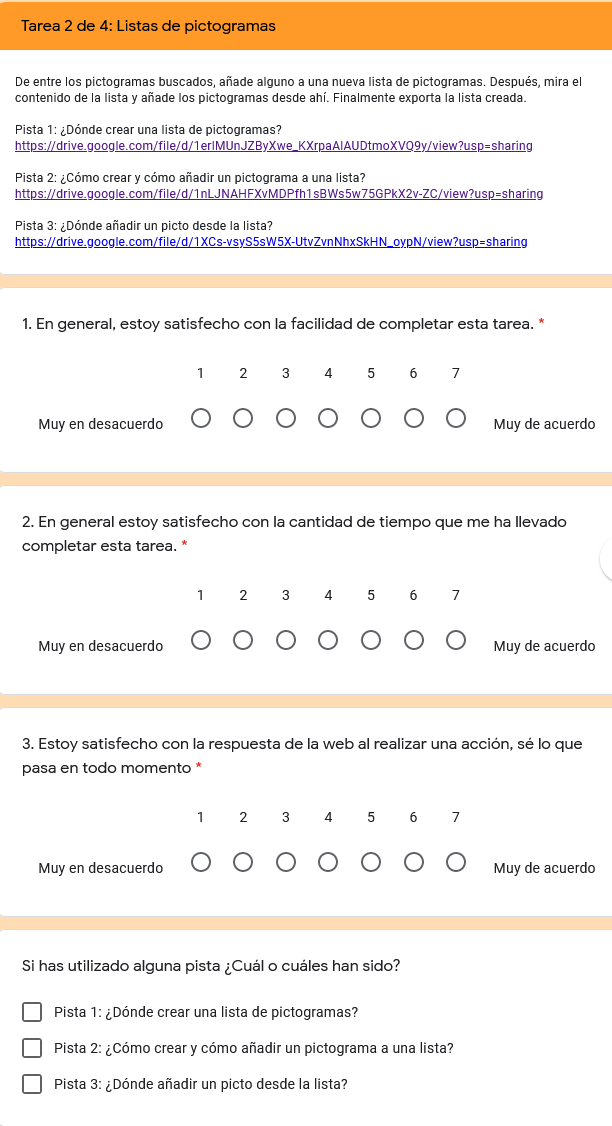 Tarea 2 de 4: Listas de pictogramas
De entre los pictogramas buscados, añade alguno a una nueva lista de pictogramas. Después, mira el
contenido de la lista y añade los pictogramas desde ahí. Finalmente exporta la lista creada.
Pista 1: ¿Dónde crear una lista de pictogramas?
https://drive.google.com/file/d/1erlMUnJZByXwe_KXrpaAlAUDtmoXVQ9y/view?usp=sharing
Pista 2: ¿Cómo crear y cómo añadir un pictograma a una lista?
https://drive.google.com/file/d/1nLJNAHFXvMDPfh1sBWs5w75GPkX2v-ZC/view?usp=sharing
Pista 3: ¿Dónde añadir un picto desde la lista?
https://drive.google.com/file/d/1XCs-vsyS5sW5X-UtvZvnNhxSkHN_oypN/view?usp=sharing
1. En general, estoy satisfecho con la facilidad de completar esta tarea. *
1 2 3 4 5 6 7
Muy en desacuerdo Muy de acuerdo
2. En general estoy satisfecho con la cantidad de tiempo que me ha llevado
completar esta tarea. *
1 2 3 4 5 6 7
Muy en desacuerdo Muy de acuerdo
3. Estoy satisfecho con la respuesta de la web al realizar una acción, sé lo que
pasa en todo momento *
1 2 3 4 5 6 7
Muy en desacuerdo Muy de acuerdo
Si has utilizado alguna pista ¿Cuál o cuáles han sido?
Pista 1: ¿Dónde crear una lista de pictogramas?
Pista 2: ¿Cómo crear y cómo añadir un pictograma a una lista?
Pista 3: ¿Dónde añadir un picto desde la lista?